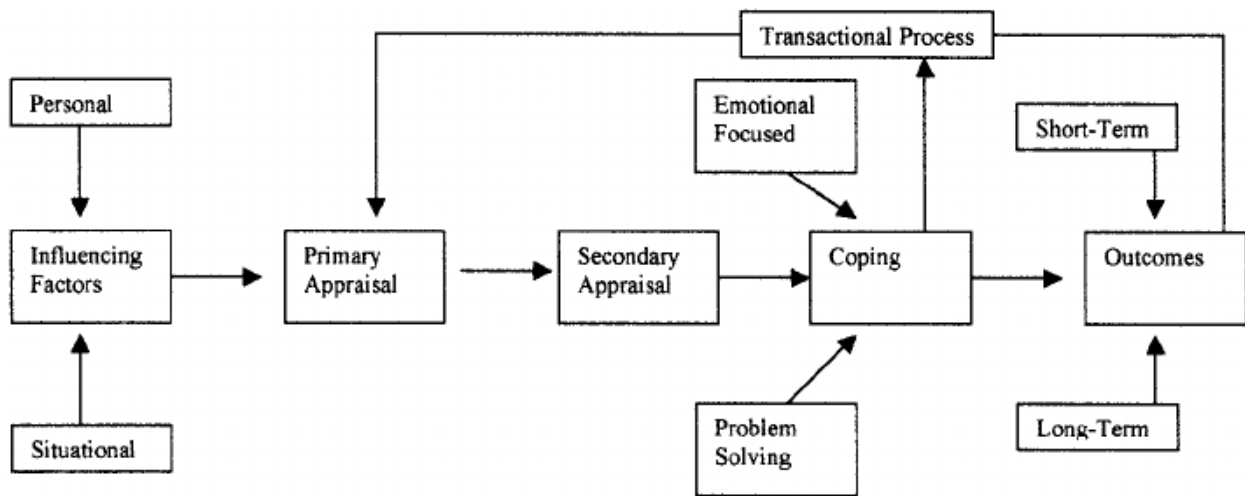 Transactional Process
Personal
Emotional
Focused
Short-Term
Influencing
Factors
Primary
Appraisal
Secondary
Appraisal
Coping
Outcomes
Situational
Problem
Solving
Long-Term